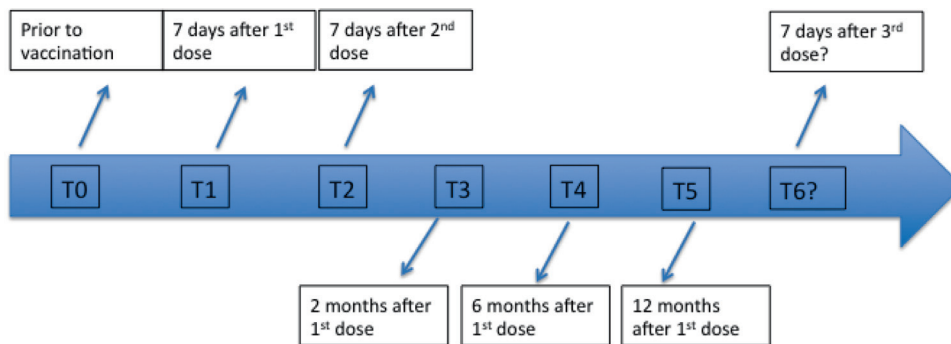 Prior to
vaccination
7 days after 1st
dose
7 days after 2nd
dose
7 days after 3rd
dose?
T0
T1
T2
T3
T4
T5
T6?
2 months after
1st dose
6 months after
1st dose
12 months
after 1st dose